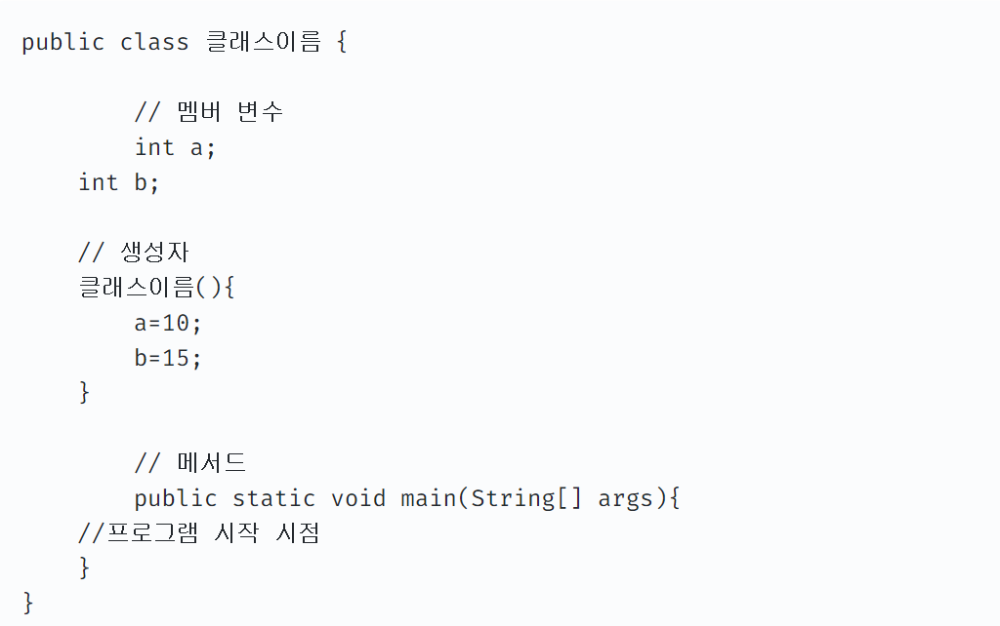 public class 클래스이름 {
// 멤버 변수
int a;
int b;
// 생성자
클래스이름(){
a=10;
b=15;
}
// 메서드
public static void main(String[] args){
//프로그램 시작 시점
}
}